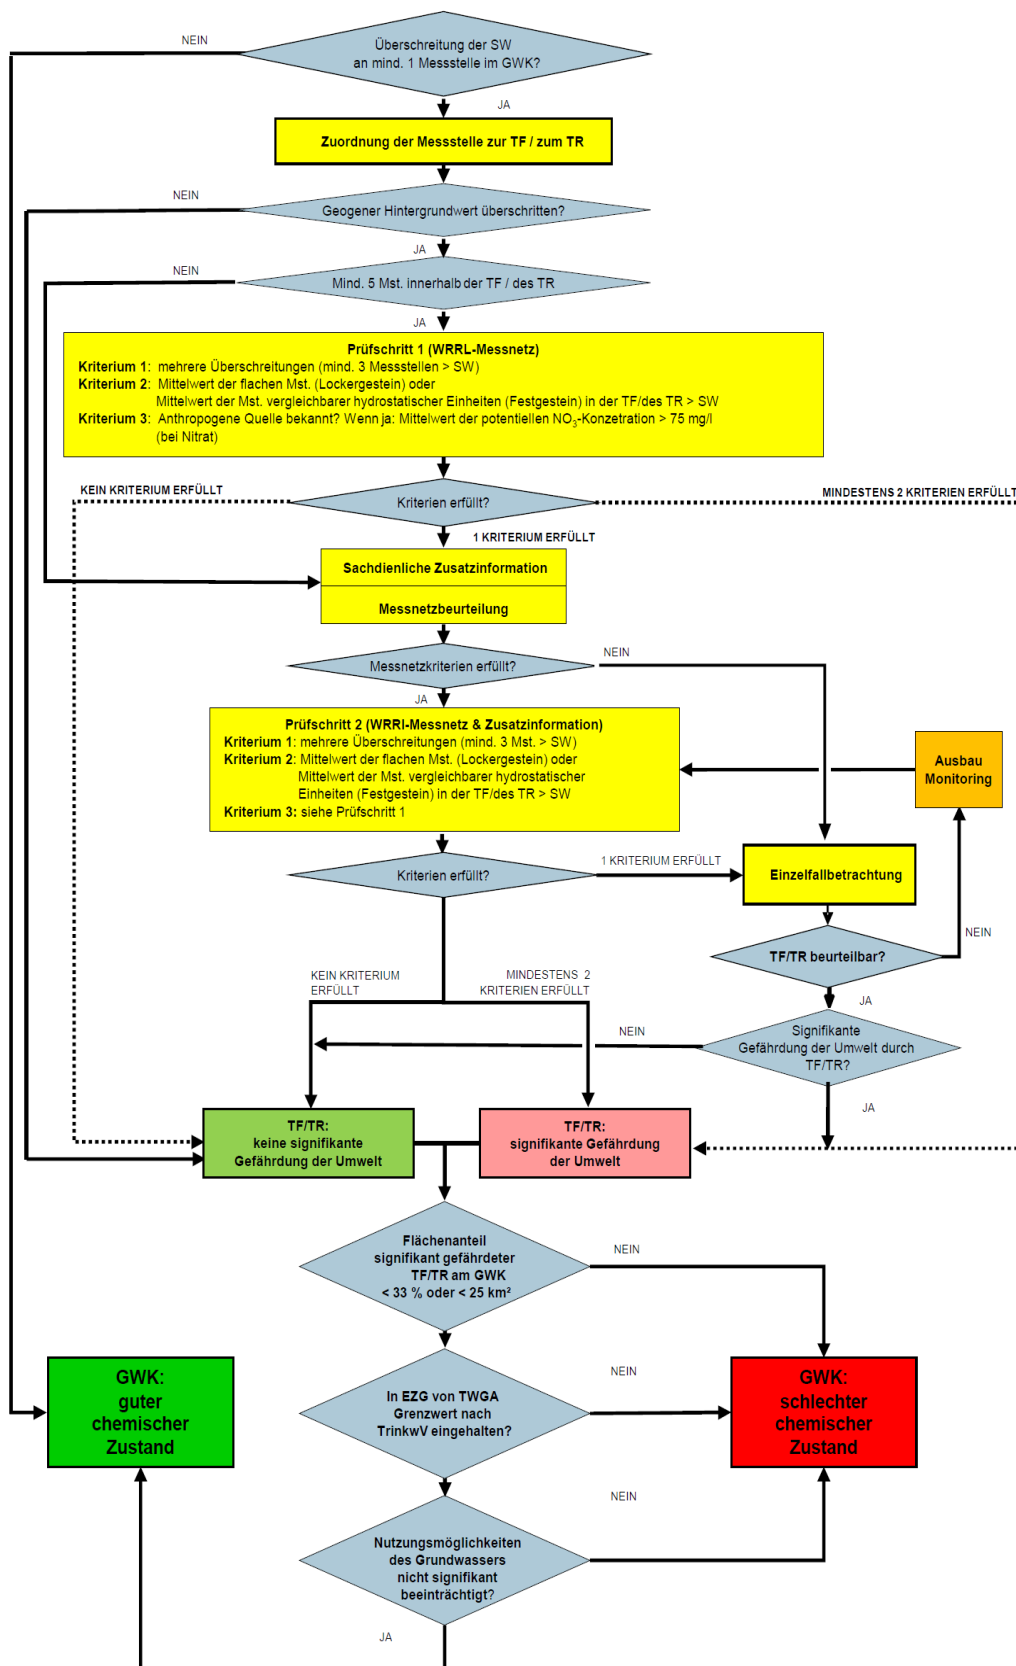 NEIN
Überschreitung der SW
an mind. 1 Messstelle im GWK?
JA
Zuordnung der Messstelle zur TF / zum TR
NEIN
Geogener Hintergrundwert überschritten?
JA
NEIN
Mind. 5 Mst. innerhalb der TF / des TR
JA
Prüfschritt 1 (WRRL-Messnetz)
Kriterium 1: mehrere Überschreitungen (mind. 3 Messstellen > SW)
Kriterium 2: Mittelwert der flachen Mst. (Lockergestein) oder
Mittelwert der Mst. vergleichbarer hydrostatischer Einheiten (Festgestein) in der TF/des TR > SW
Kriterium 3: Anthropogene Quelle bekannt? Wenn ja: Mittelwert der potentiellen NO₃-Konzetration > 75 mg/l
(bei Nitrat)
KEIN KRITERIUM ERFÜLLT
Kriterien erfüllt?
MINDESTENS 2 KRITERIEN ERFÜLLT
1 KRITERIUM ERFÜLLT
Sachdienliche Zusatzinformation
Messnetzbeurteilung
Messnetzkriterien erfüllt?
NEIN
JA
Prüfschritt 2 (WRRl-Messnetz & Zusatzinformation)
Kriterium 1: mehrere Überschreitungen (mind. 3 Mst. > SW)
Kriterium 2: Mittelwert der flachen Mst. (Lockergestein) oder
Mittelwert der Mst. vergleichbarer hydrostatischer
Einheiten (Festgestein) in der TF/des TR > SW
Kriterium 3: siehe Prüfschritt 1
Ausbau
Monitoring
Kriterien erfüllt?
1 KRITERIUM ERFÜLLT
Einzelfallbetrachtung
NEIN
TF/TR beurteilbar?
KEIN KRITERIUM
ERFÜLLT
MINDESTENS 2
KRITERIEN ERFÜLLT
JA
NEIN
Signifikante
Gefährdung der Umwelt durch
TF/TR?
JA
TF/TR:
keine signifikante
Gefährdung der Umwelt
TF/TR:
signifikante Gefährdung
der Umwelt
Flächenanteil
signifikant gefährdeter
TF/TR am GWK
< 33 % oder < 25 km²
NEIN
GWK:
guter
chemischer
Zustand
In EZG von TWGA
Grenzwert nach
TrinkwV eingehalten?
NEIN
GWK:
schlechter
chemischer
Zustand
NEIN
Nutzungsmöglichkeiten
des Grundwassers
nicht signifikant
beeinträchtigt?
JA